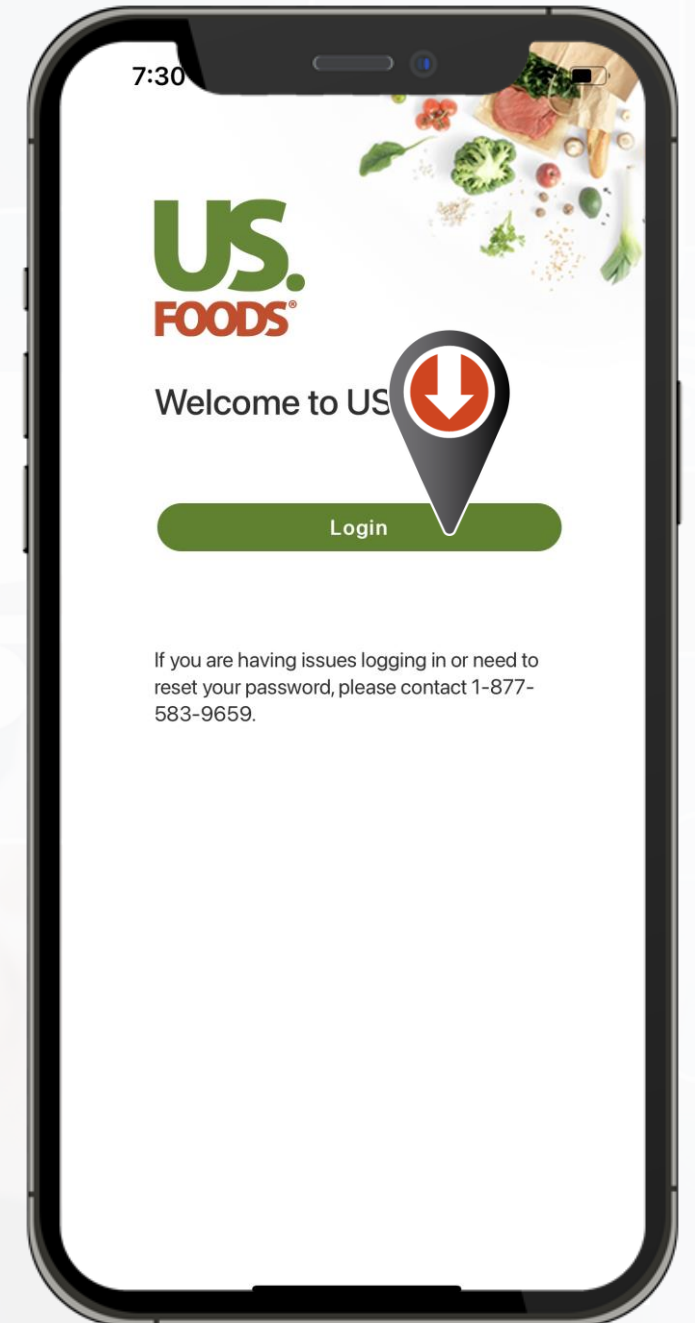 7:30
US.
FOODS®
Welcome to US
Login
If you are having issues logging in or need to
reset your password, please contact 1-877-
583-9659.